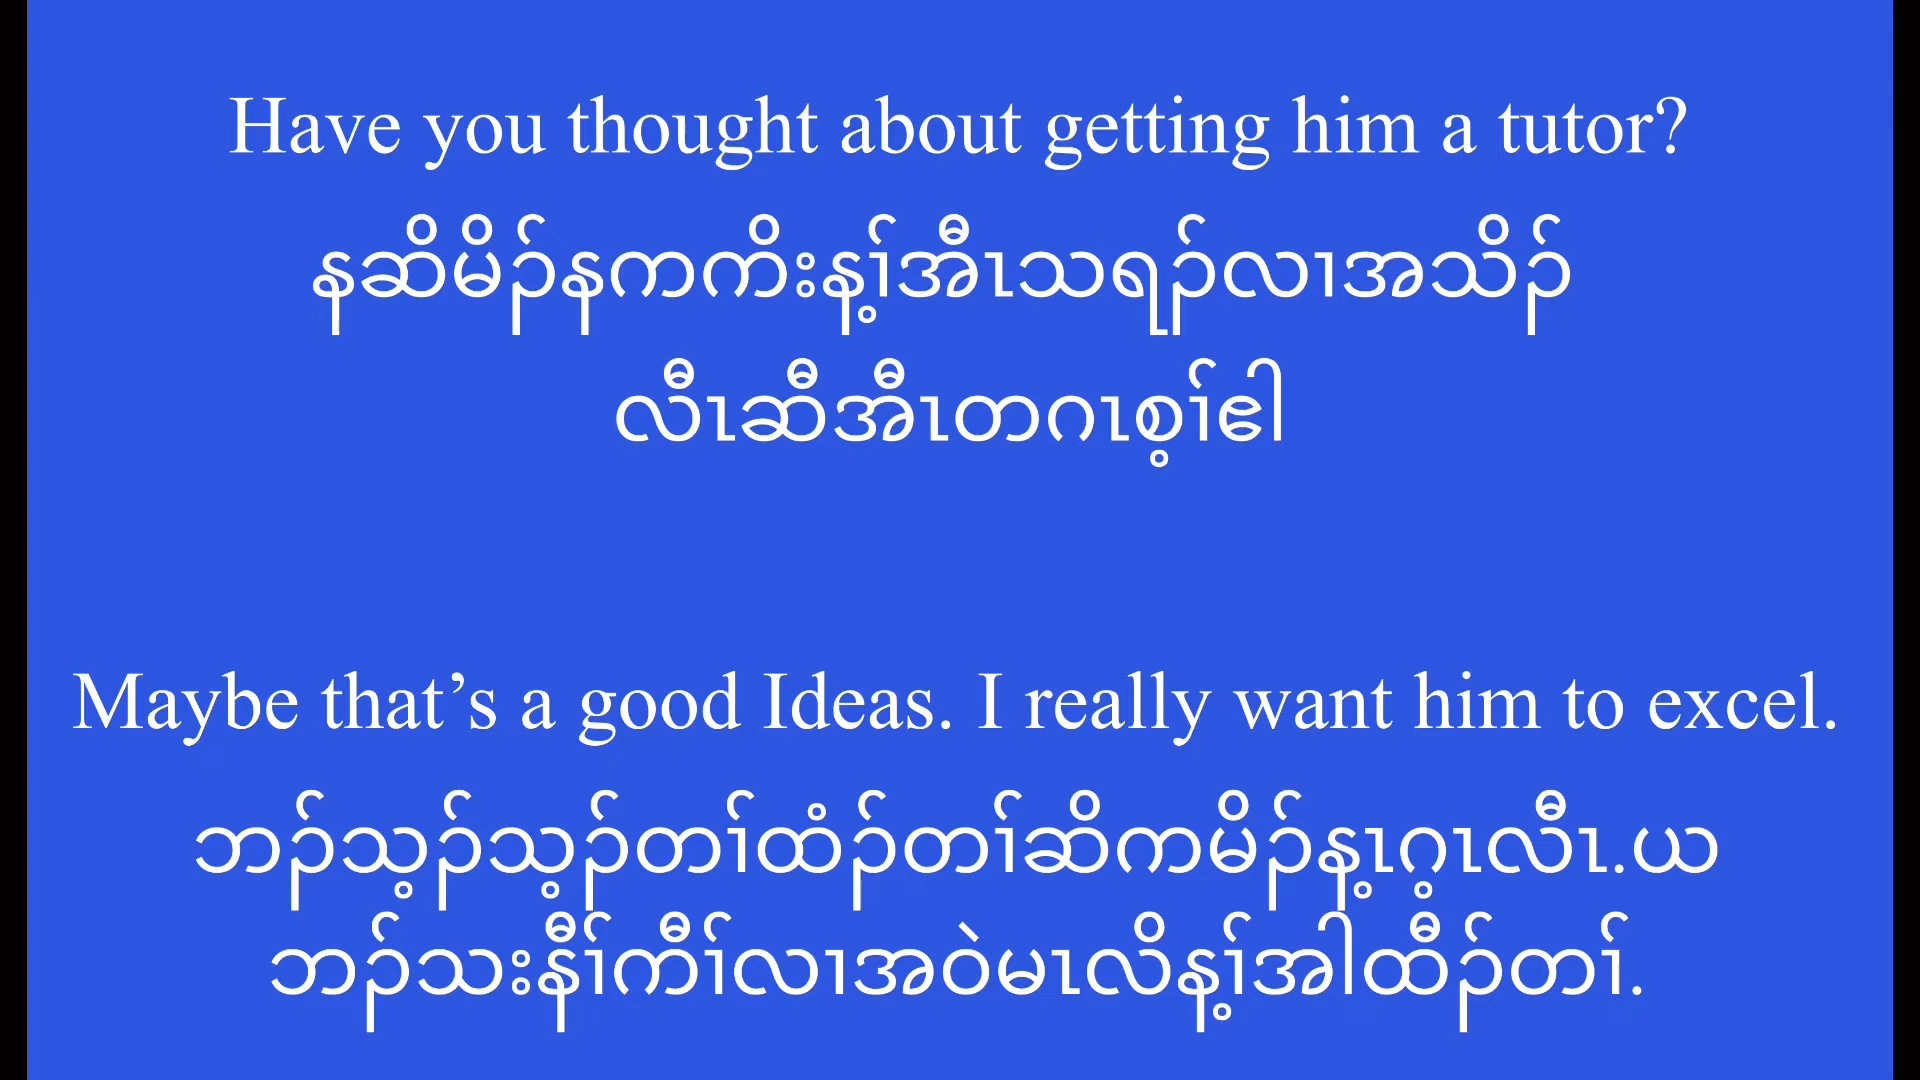 Have you thought about getting him a tutor?
နဆိမိၣ်နကကိးန့ၢ်အီၤသရၣ်လၢအသိၣ်
လီၤဆီအီၤတဂၤစ့ၢ်ဧါ
Maybe that’s a good Ideas. I really want him to excel.
ဘၣ်သ့ၣ်သ့ၣ်တၢ်ထံၣ်တၢ်ဆိကမိၣ်န့ၤဂ့ၤလီၤ.ယ
ဘၣ်သးနီၢ်ကီၢ်လၢအဝဲမၤလိန့ၢ်အါထီၣ်တၢ်.